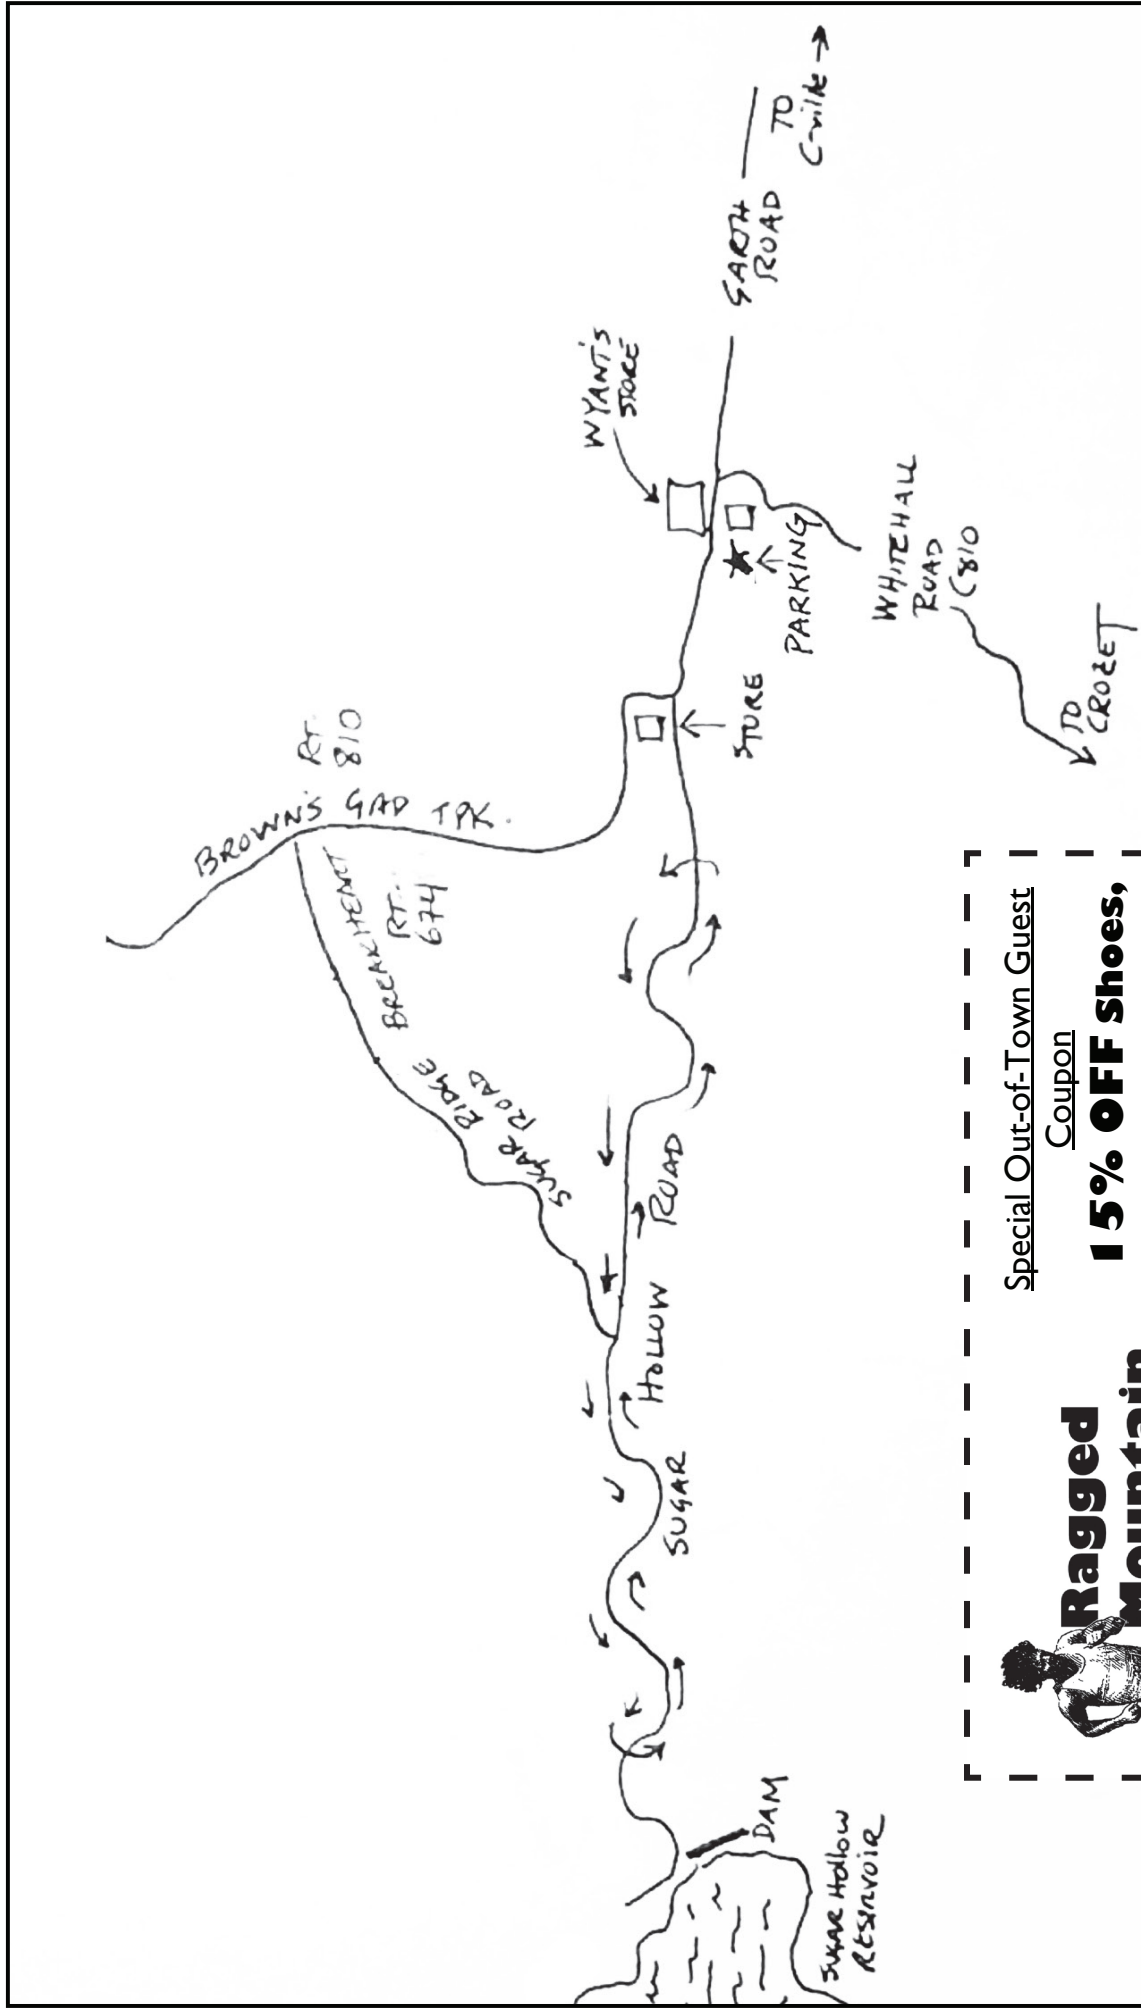 BROWN'S GAP TPK.
RT.
810
BREAKHEART
RT.
674
SUGAR RIDGE
ROAD
WYANT'S
STORE
GARTH
ROAD
TO
C-ville
PARKING
STORE
WHITEHALL
ROAD
(810
TO
CROZET
SUGAR HOLLOW ROAD
DAM
SUGAR Hollow
RESERVOIR
Special Out-of-Town Guest
Coupon
15% OFF shoes,
Ragged
Mountain